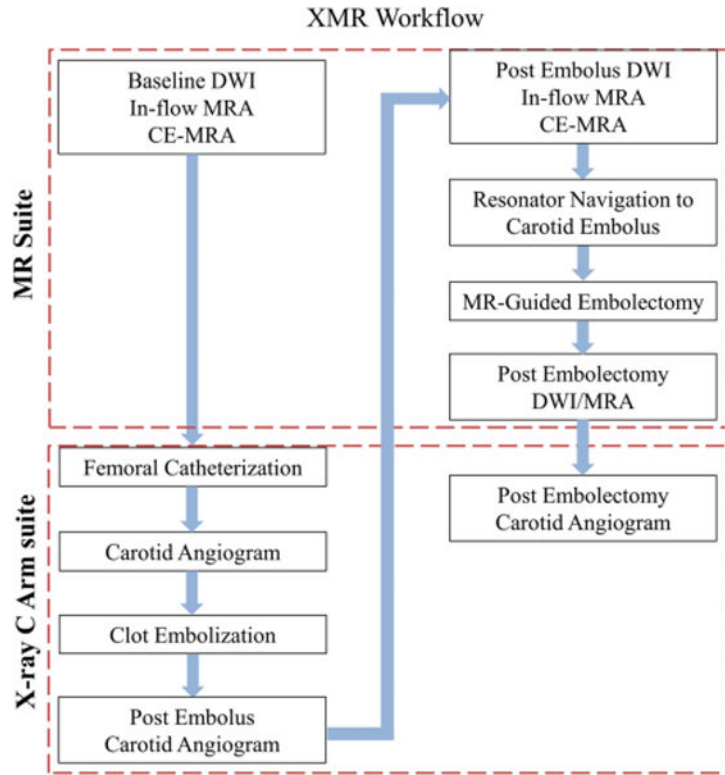 XMR Workflow
MR Suite
Baseline DWI
In-flow MRA
CE-MRA
Post Embolus DWI
In-flow MRA
CE-MRA
Resonator Navigation to
Carotid Embolus
MR-Guided Embolectomy
Post Embolectomy
DWI/MRA
X-ray C Arm suite
Femoral Catheterization
Carotid Angiogram
Clot Embolization
Post Embolus
Carotid Angiogram
Post Embolectomy
Carotid Angiogram